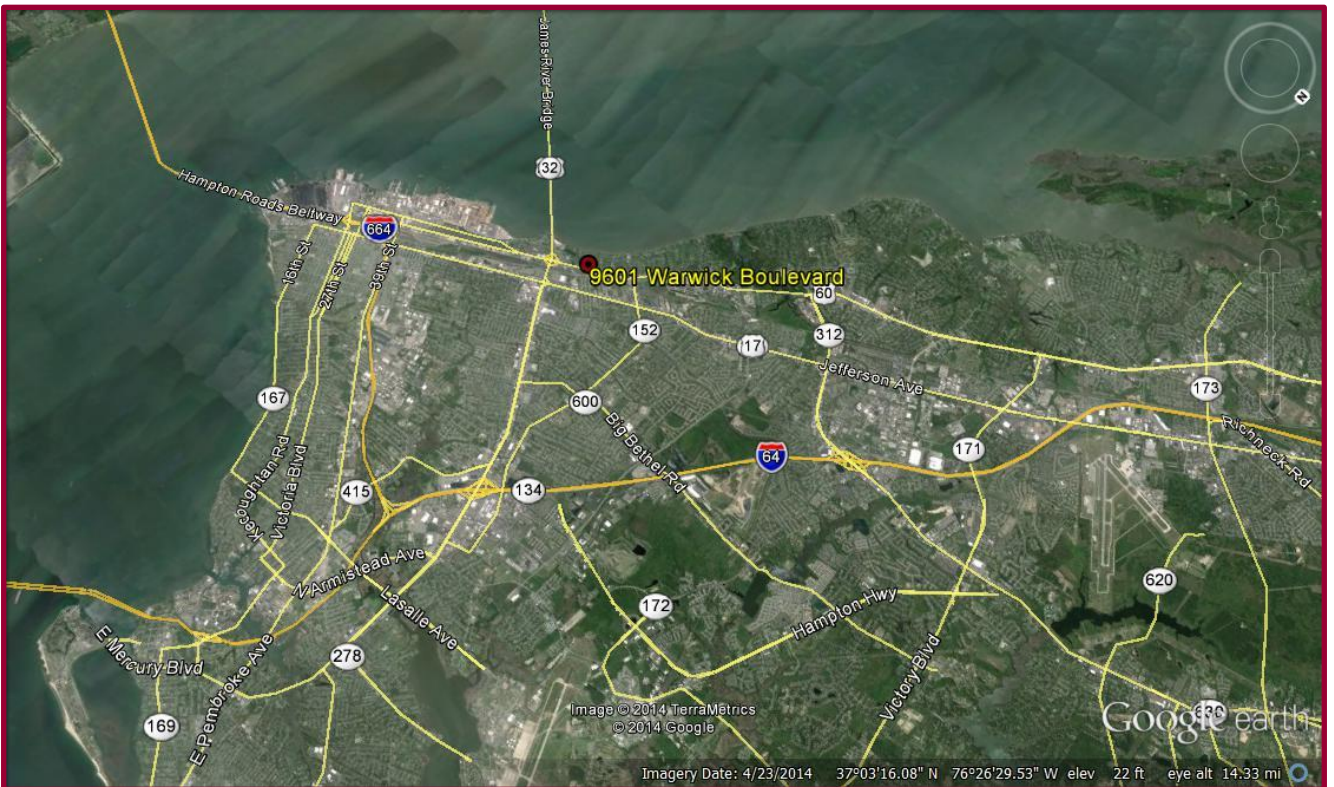 James River Bridge
N
32
Hampton Roads Beltway
664
16th St
27th St
39th St
9601 Warwick Boulevard
60
152
17
312
Jefferson Ave
167
600
173
Big Bethel Rd
Richneck Rd
64
171
Kecoughtan Rd
Victoria Blvd
415
134
N Armistead Ave
Lasalle Ave
172
620
Hampton Hwy
E Mercury Blvd
278
E Pembroke Ave
Victory Blvd
169
Image © 2014 TerraMetrics
© 2014 Google
Google earth
Imagery Date: 4/23/2014 37°03'16.08" N 76°26'29.53" W elev 22 ft eye alt 14.33 mi